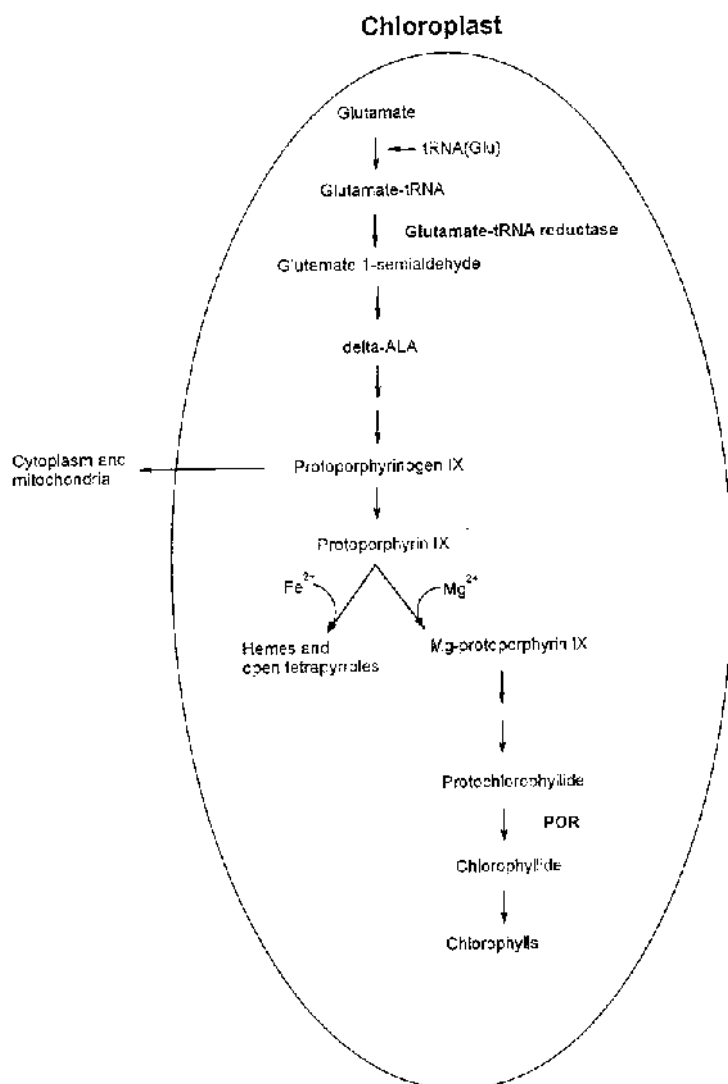 Chloroplast
Glutamate
tRNA(Glu)
Glutamate-tRNA
Glutamate-tRNA reductase
Glutamate 1-semialdehyde
delta-ALA
Cytoplasm and
mitochondria
Protoporphyrinogen IX
Protoporphyrin IX
Fe²⁺
Mg²⁺
Hemes and
open tetrapyrroles
Mg-protoporphyrin IX
Protochlorophyllide
POR
Chlorophyllide
Chlorophylls